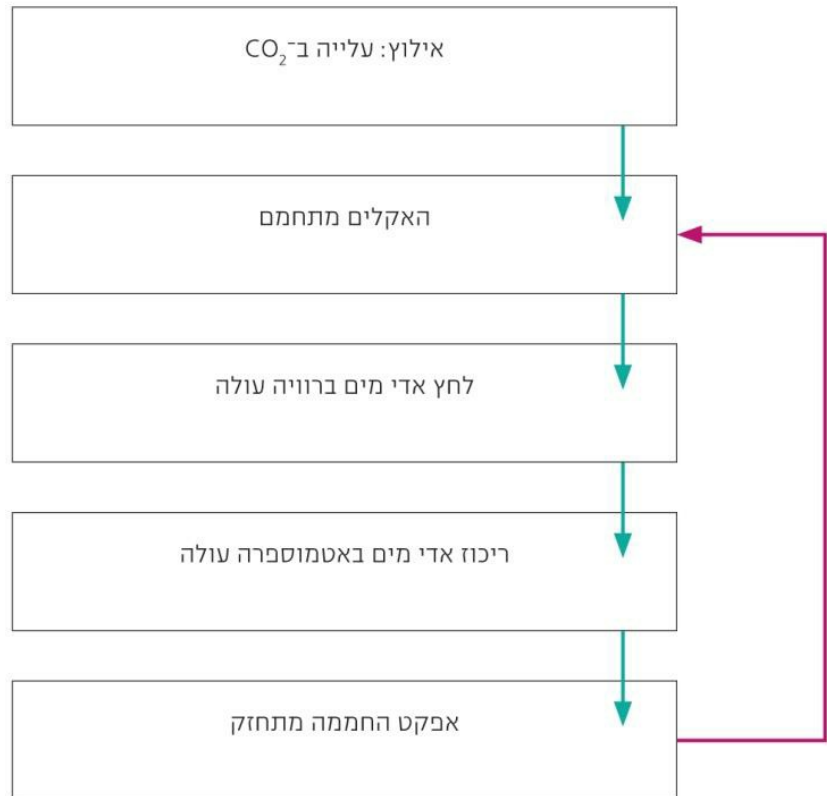 אילוץ: עלייה ב־CO₂
האקלים מתחמם
לחץ אדי מים ברוויה עולה
ריכוז אדי מים באטמוספרה עולה
אפקט החממה מתחזק